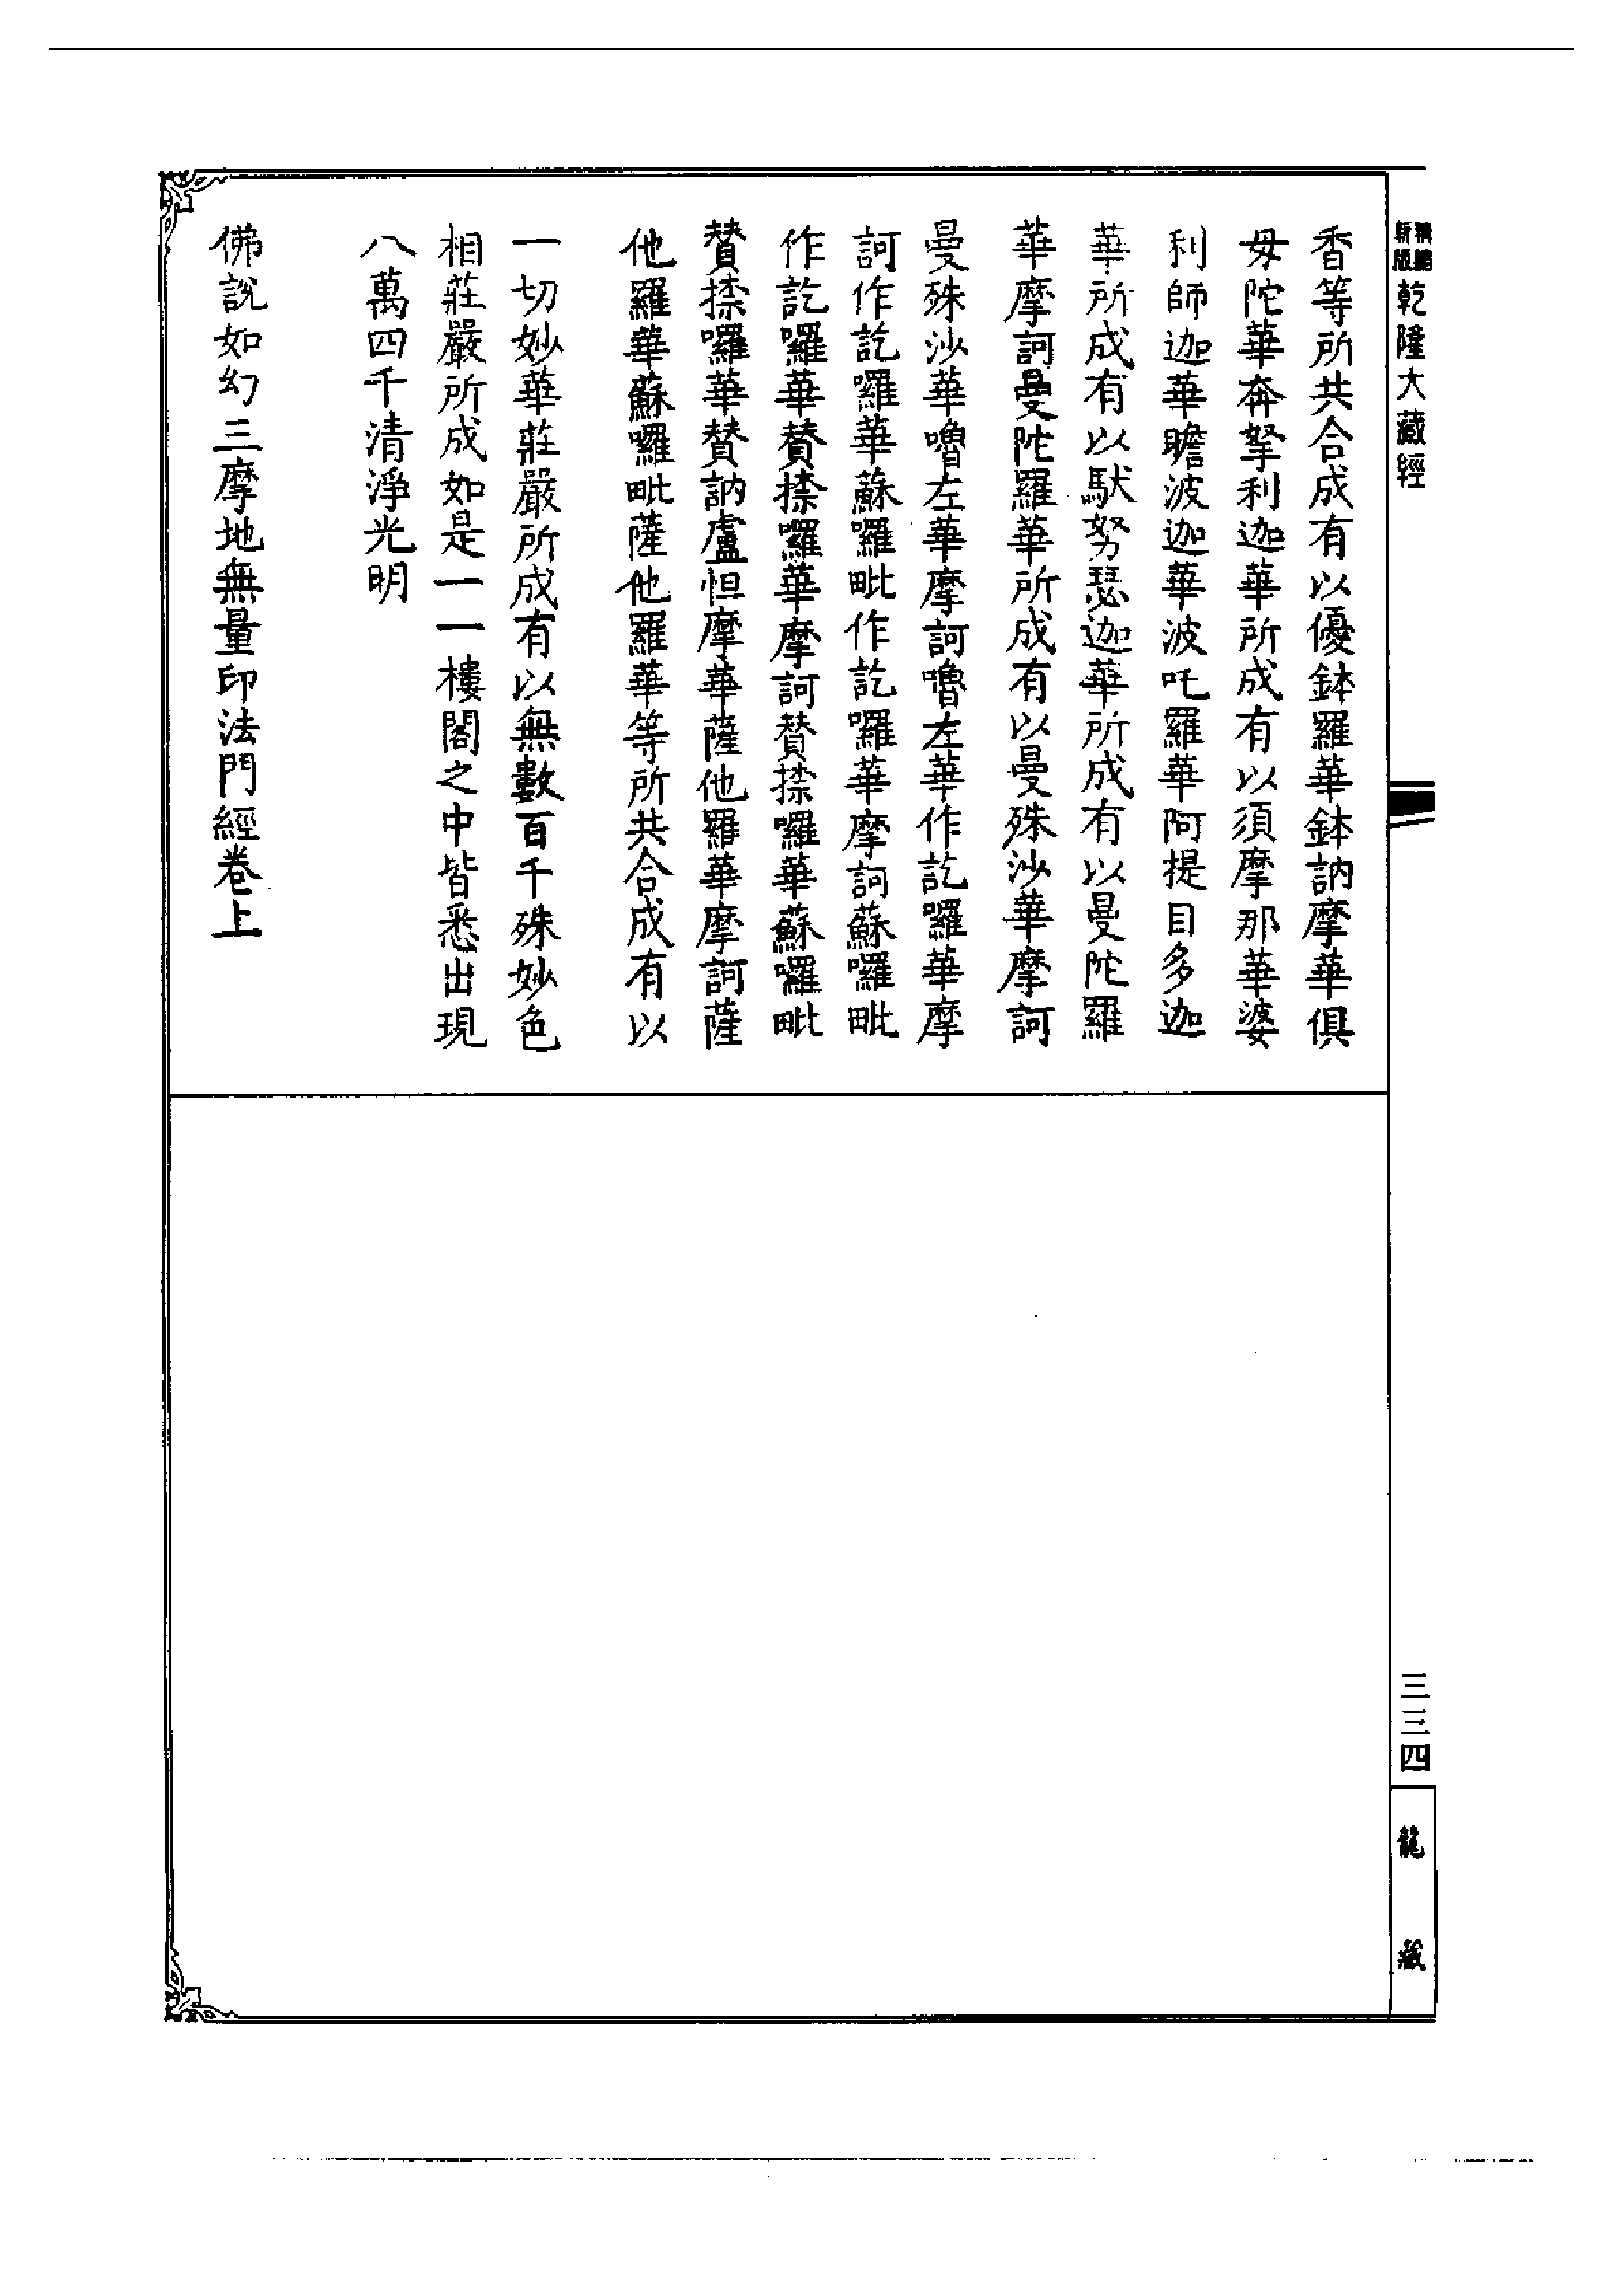 新版
乾隆大藏經
三三四
龍藏
香等所共合成有以優鉢羅華鉢訥摩華俱
毋陀華奔拏利迦華所成有以須摩那華婆
利師迦華瞻波迦華波吒羅華阿提目多迦
華所成有以馱努瑟迦華所成有以曼陀羅
華摩訶曼陀羅華所成有以曼殊沙華摩訶
曼殊沙華嚕左華摩訶嚕左華作訖囉華摩
訶作訖囉華蘇囉毗作訖囉華摩訶蘇囉毗
作訖囉華贊捺囉華摩訶贊捺囉華蘇囉毗
贊捺囉華贊訥盧怛摩華薩他羅華摩訶薩
他羅華蘇囉毗薩他羅華等所共合成有以
一切妙華莊嚴所成有以無數百千殊妙色
相莊嚴所成如是一一樓閣之中皆悉出現
八萬四千清淨光明
佛說如幻三摩地無量印法門經卷上